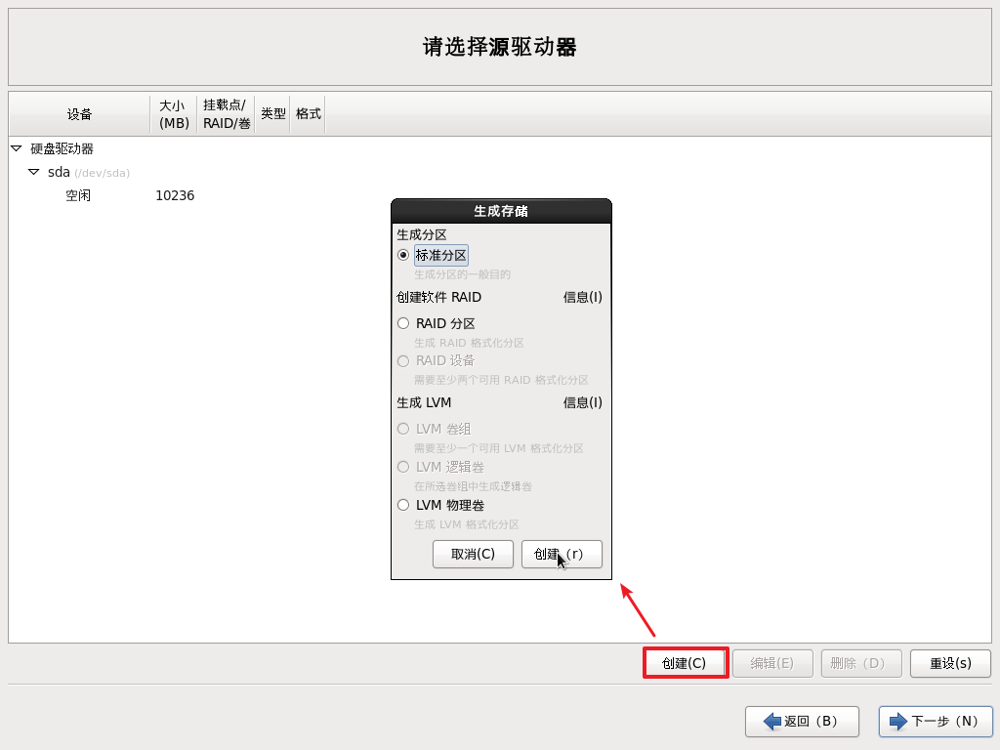 请选择源驱动器
设备
大小
(MB)
挂载点/
RAID/卷
类型
格式
硬盘驱动器
sda (/dev/sda)
空闲 10236
生成存储
生成分区
标准分区
生成分区的一般目的
创建软件 RAID 信息(I)
RAID 分区
生成 RAID 格式化分区
RAID 设备
需要至少两个可用 RAID 格式化分区
生成 LVM 信息(I)
LVM 卷组
需要至少一个可用 LVM 格式化分区
LVM 逻辑卷
在所选卷组中生成逻辑卷
LVM 物理卷
生成 LVM 格式化分区
取消(C) 创建（r）
创建(C) 编辑(E) 删除（D） 重设(s)
返回（B） 下一步（N）